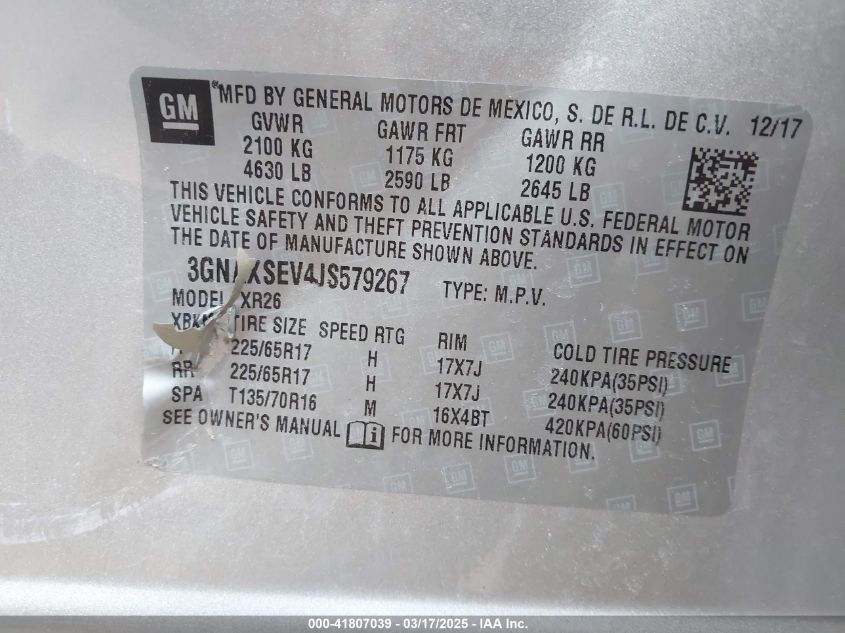 GM ® MFD BY GENERAL MOTORS DE MEXICO, S. DE R.L. DE C.V. 12/17
GVWR GAWR FRT GAWR RR
2100 KG 1175 KG 1200 KG
4630 LB 2590 LB 2645 LB
THIS VEHICLE CONFORMS TO ALL APPLICABLE U.S. FEDERAL MOTOR
VEHICLE SAFETY AND THEFT PREVENTION STANDARDS IN EFFECT ON
THE DATE OF MANUFACTURE SHOWN ABOVE.
3GN XSEV4JS579267 TYPE: M.P.V.
MODEL XR26
TIRE SIZE SPEED RTG RIM COLD TIRE PRESSURE
225/65R17 H 17X7J 240KPA(35PSI)
RR 225/65R17 H 17X7J 240KPA(35PSI)
SPA T135/70R16 M 16X4BT 420KPA(60PSI)
SEE OWNER'S MANUAL i FOR MORE INFORMATION.
000-41807039 - 03/17/2025 - IAA Inc.